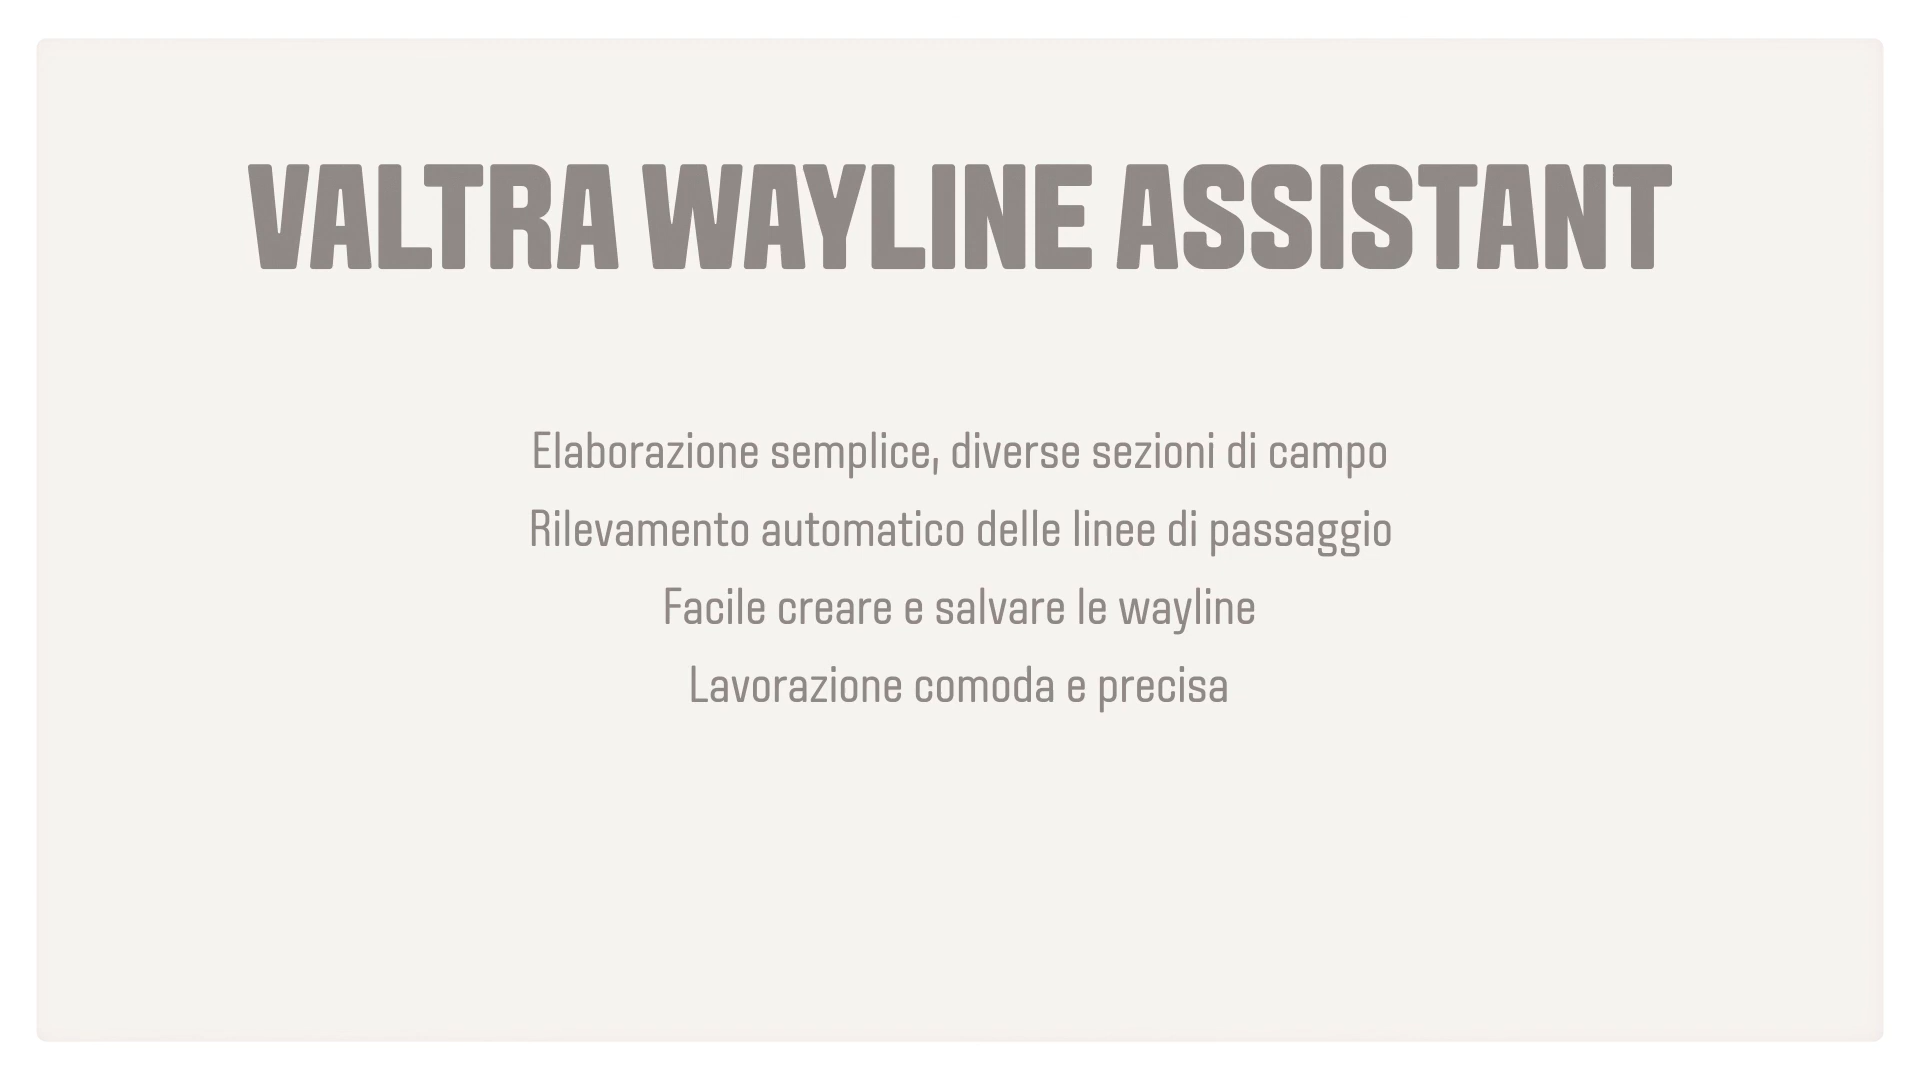 VALTRA WAYLINE ASSISTANT
Elaborazione semplice, diverse sezioni di campo
Rilevamento automatico delle linee di passaggio
Facile creare e salvare le wayline
Lavorazione comoda e precisa